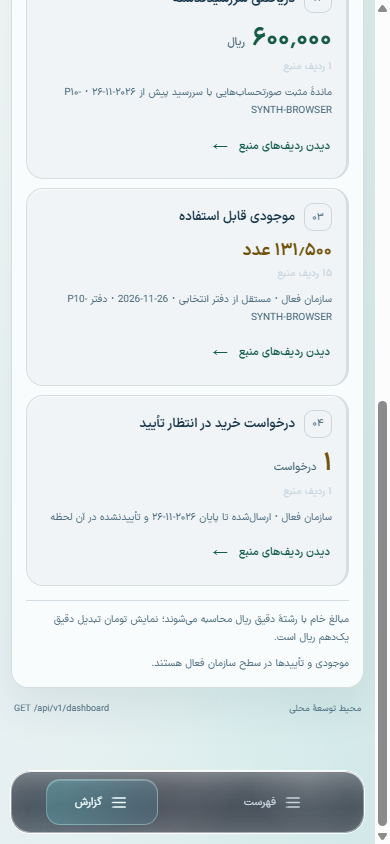 ۶۰۰,۰۰۰ ریال
۱ ردیف منبع
ماندهٔ مثبت صورتحساب‌هایی با سررسید پیش از ۲۰۲۶-۱۱-۲۶ · P10-
SYNTH-BROWSER
دیدن ردیف‌های منبع ←
۰۳ موجودی قابل استفاده
۱۳۱٫۵۰۰ عدد
۱۵ ردیف منبع
سازمان فعال · مستقل از دفتر انتخابی · 2026-11-26 · دفتر P10-
SYNTH-BROWSER
دیدن ردیف‌های منبع ←
۰۴ درخواست خرید در انتظار تأیید
۱ درخواست
۱ ردیف منبع
سازمان فعال · ارسال‌شده تا پایان ۲۰۲۶-۱۱-۲۶ و تأییدنشده در آن لحظه
دیدن ردیف‌های منبع ←
مبالغ خام با رشتهٔ دقیق ریال محاسبه می‌شوند؛ نمایش تومان تبدیل دقیق
یک‌دهم ریال است.
موجودی و تأییدها در سطح سازمان فعال هستند.
محیط توسعهٔ محلی GET /api/v1/dashboard
فهرست گزارش